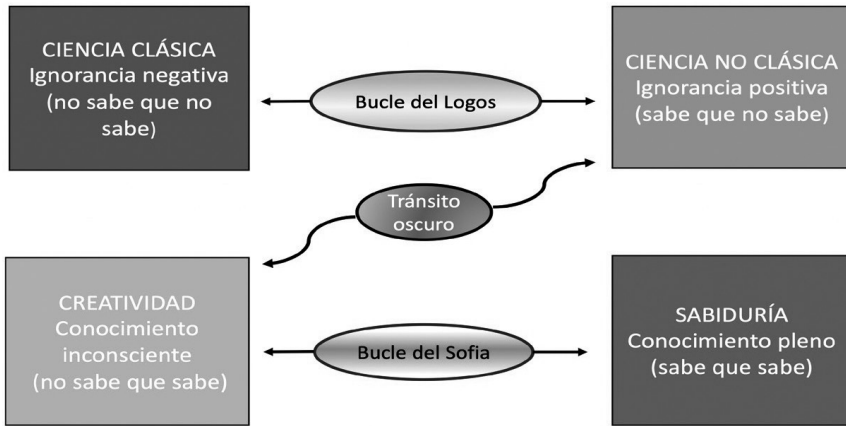 CIENCIA CLÁSICA
Ignorancia negativa
(no sabe que no
sabe)
Bucle del Logos
CIENCIA NO CLÁSICA
Ignorancia positiva
(sabe que no sabe)
Tránsito
oscuro
CREATIVIDAD
Conocimiento
inconsciente
(no sabe que sabe)
Bucle del Sofia
SABIDURÍA
Conocimiento pleno
(sabe que sabe)